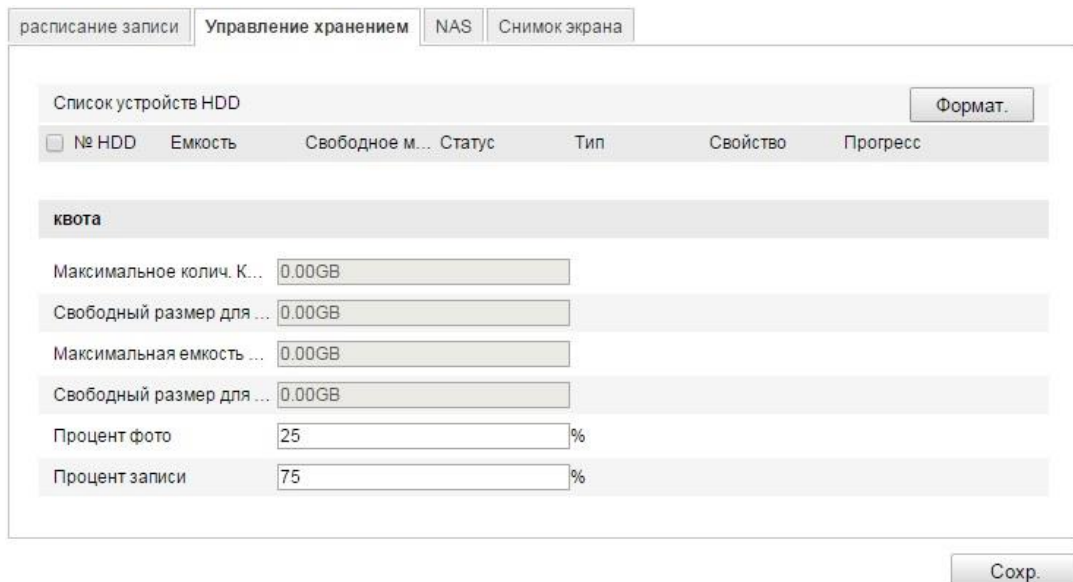 расписание записи Управление хранением NAS Снимок экрана
Список устройств HDD Формат.
№ HDD Емкость Свободное м... Статус Тип Свойство Прогресс
квота
Максимальное колич. К... 0.00GB
Свободный размер для ... 0.00GB
Максимальная емкость ... 0.00GB
Свободный размер для ... 0.00GB
Процент фото 25 %
Процент записи 75 %
Сохр.